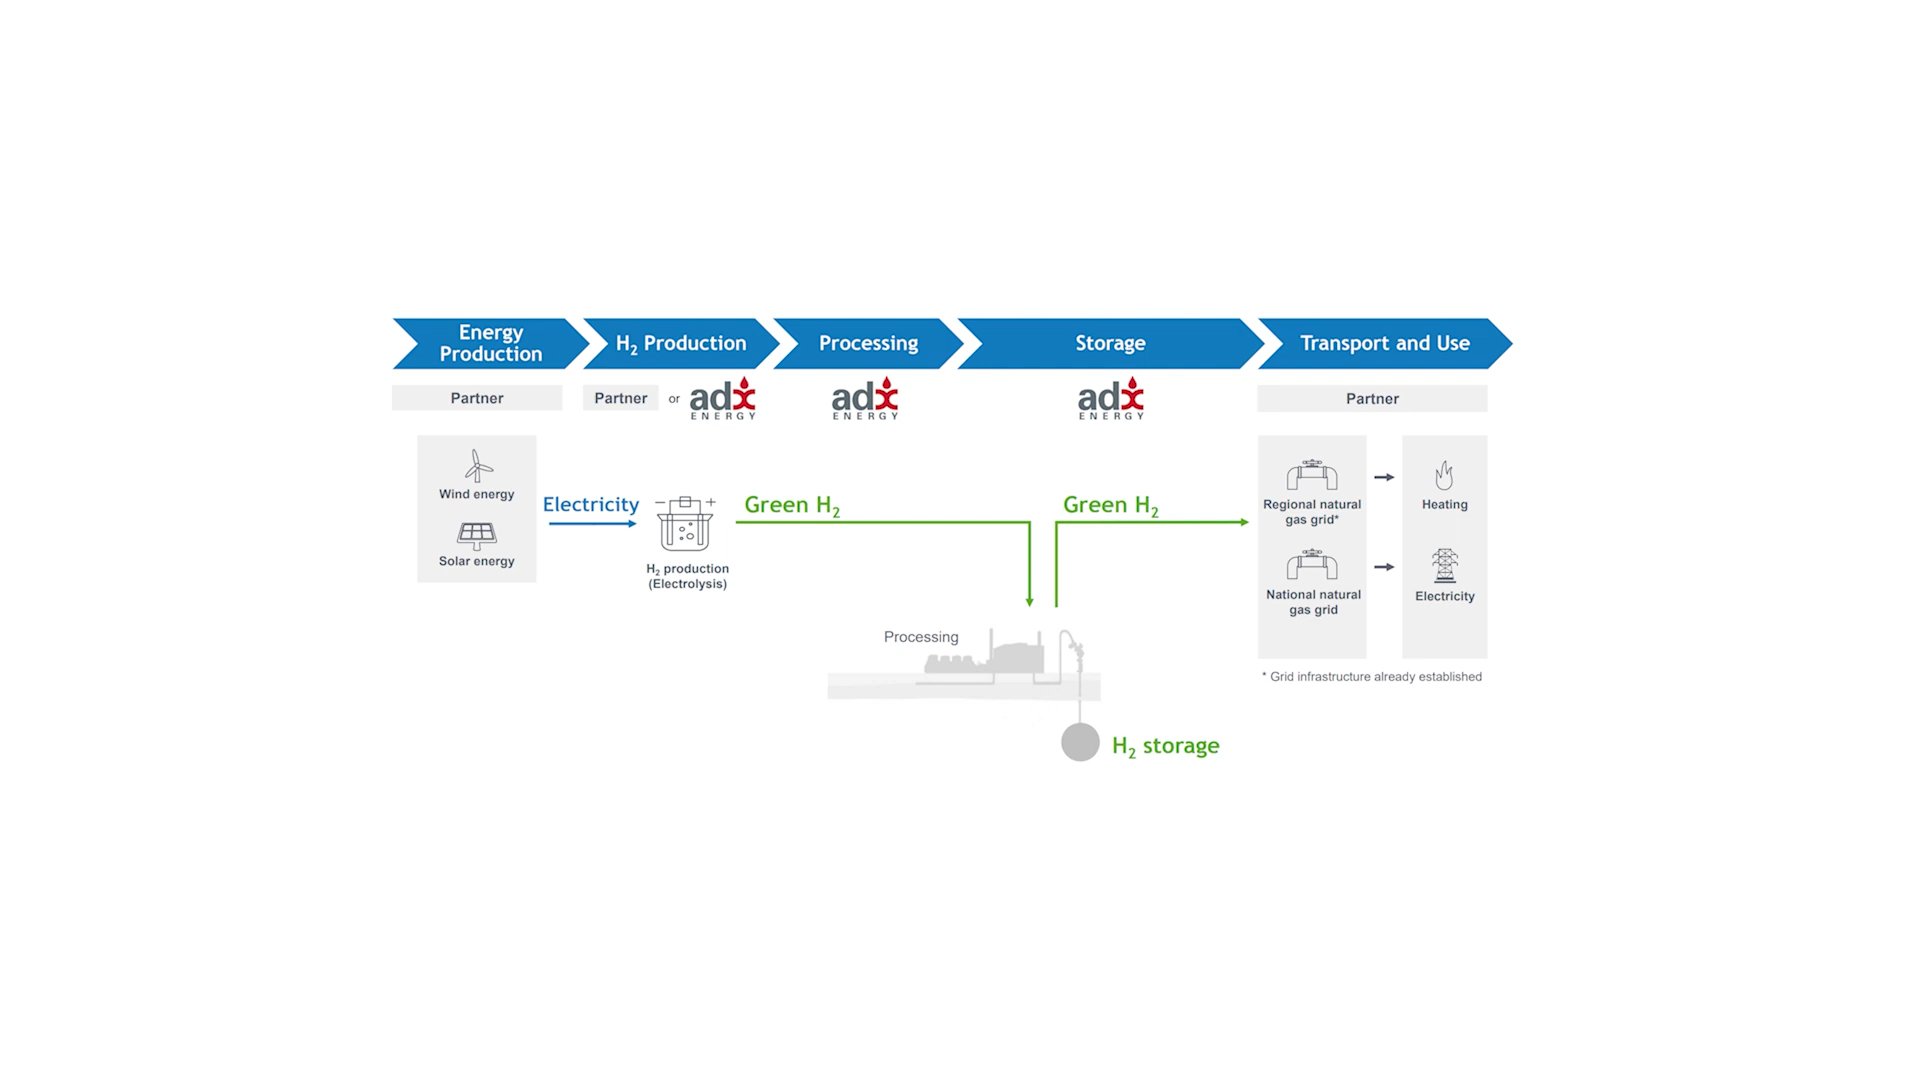 Energy
Production
H2 Production
Processing
Storage
Transport and Use
Partner
Partner or adx
ENERGY
adx
ENERGY
adx
ENERGY
Partner
Wind energy
Solar energy
Electricity
− +
H2 production
(Electrolysis)
Green H2
Green H2
Processing
H2 storage
Regional natural
gas grid*
Heating
National natural
gas grid
Electricity
* Grid infrastructure already established